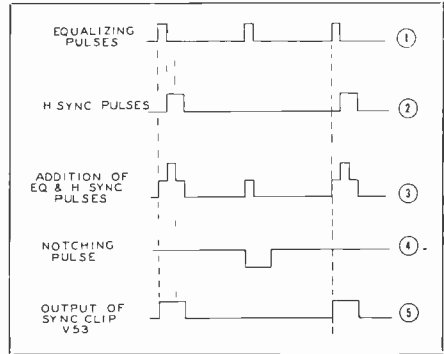 EQUALIZING
PULSES
1
H SYNC PULSES
2
ADDITION OF
EQ & H SYNC
PULSES
3
NOTCHING
PULSE
4
OUTPUT OF
SYNC CLIP
V53
5